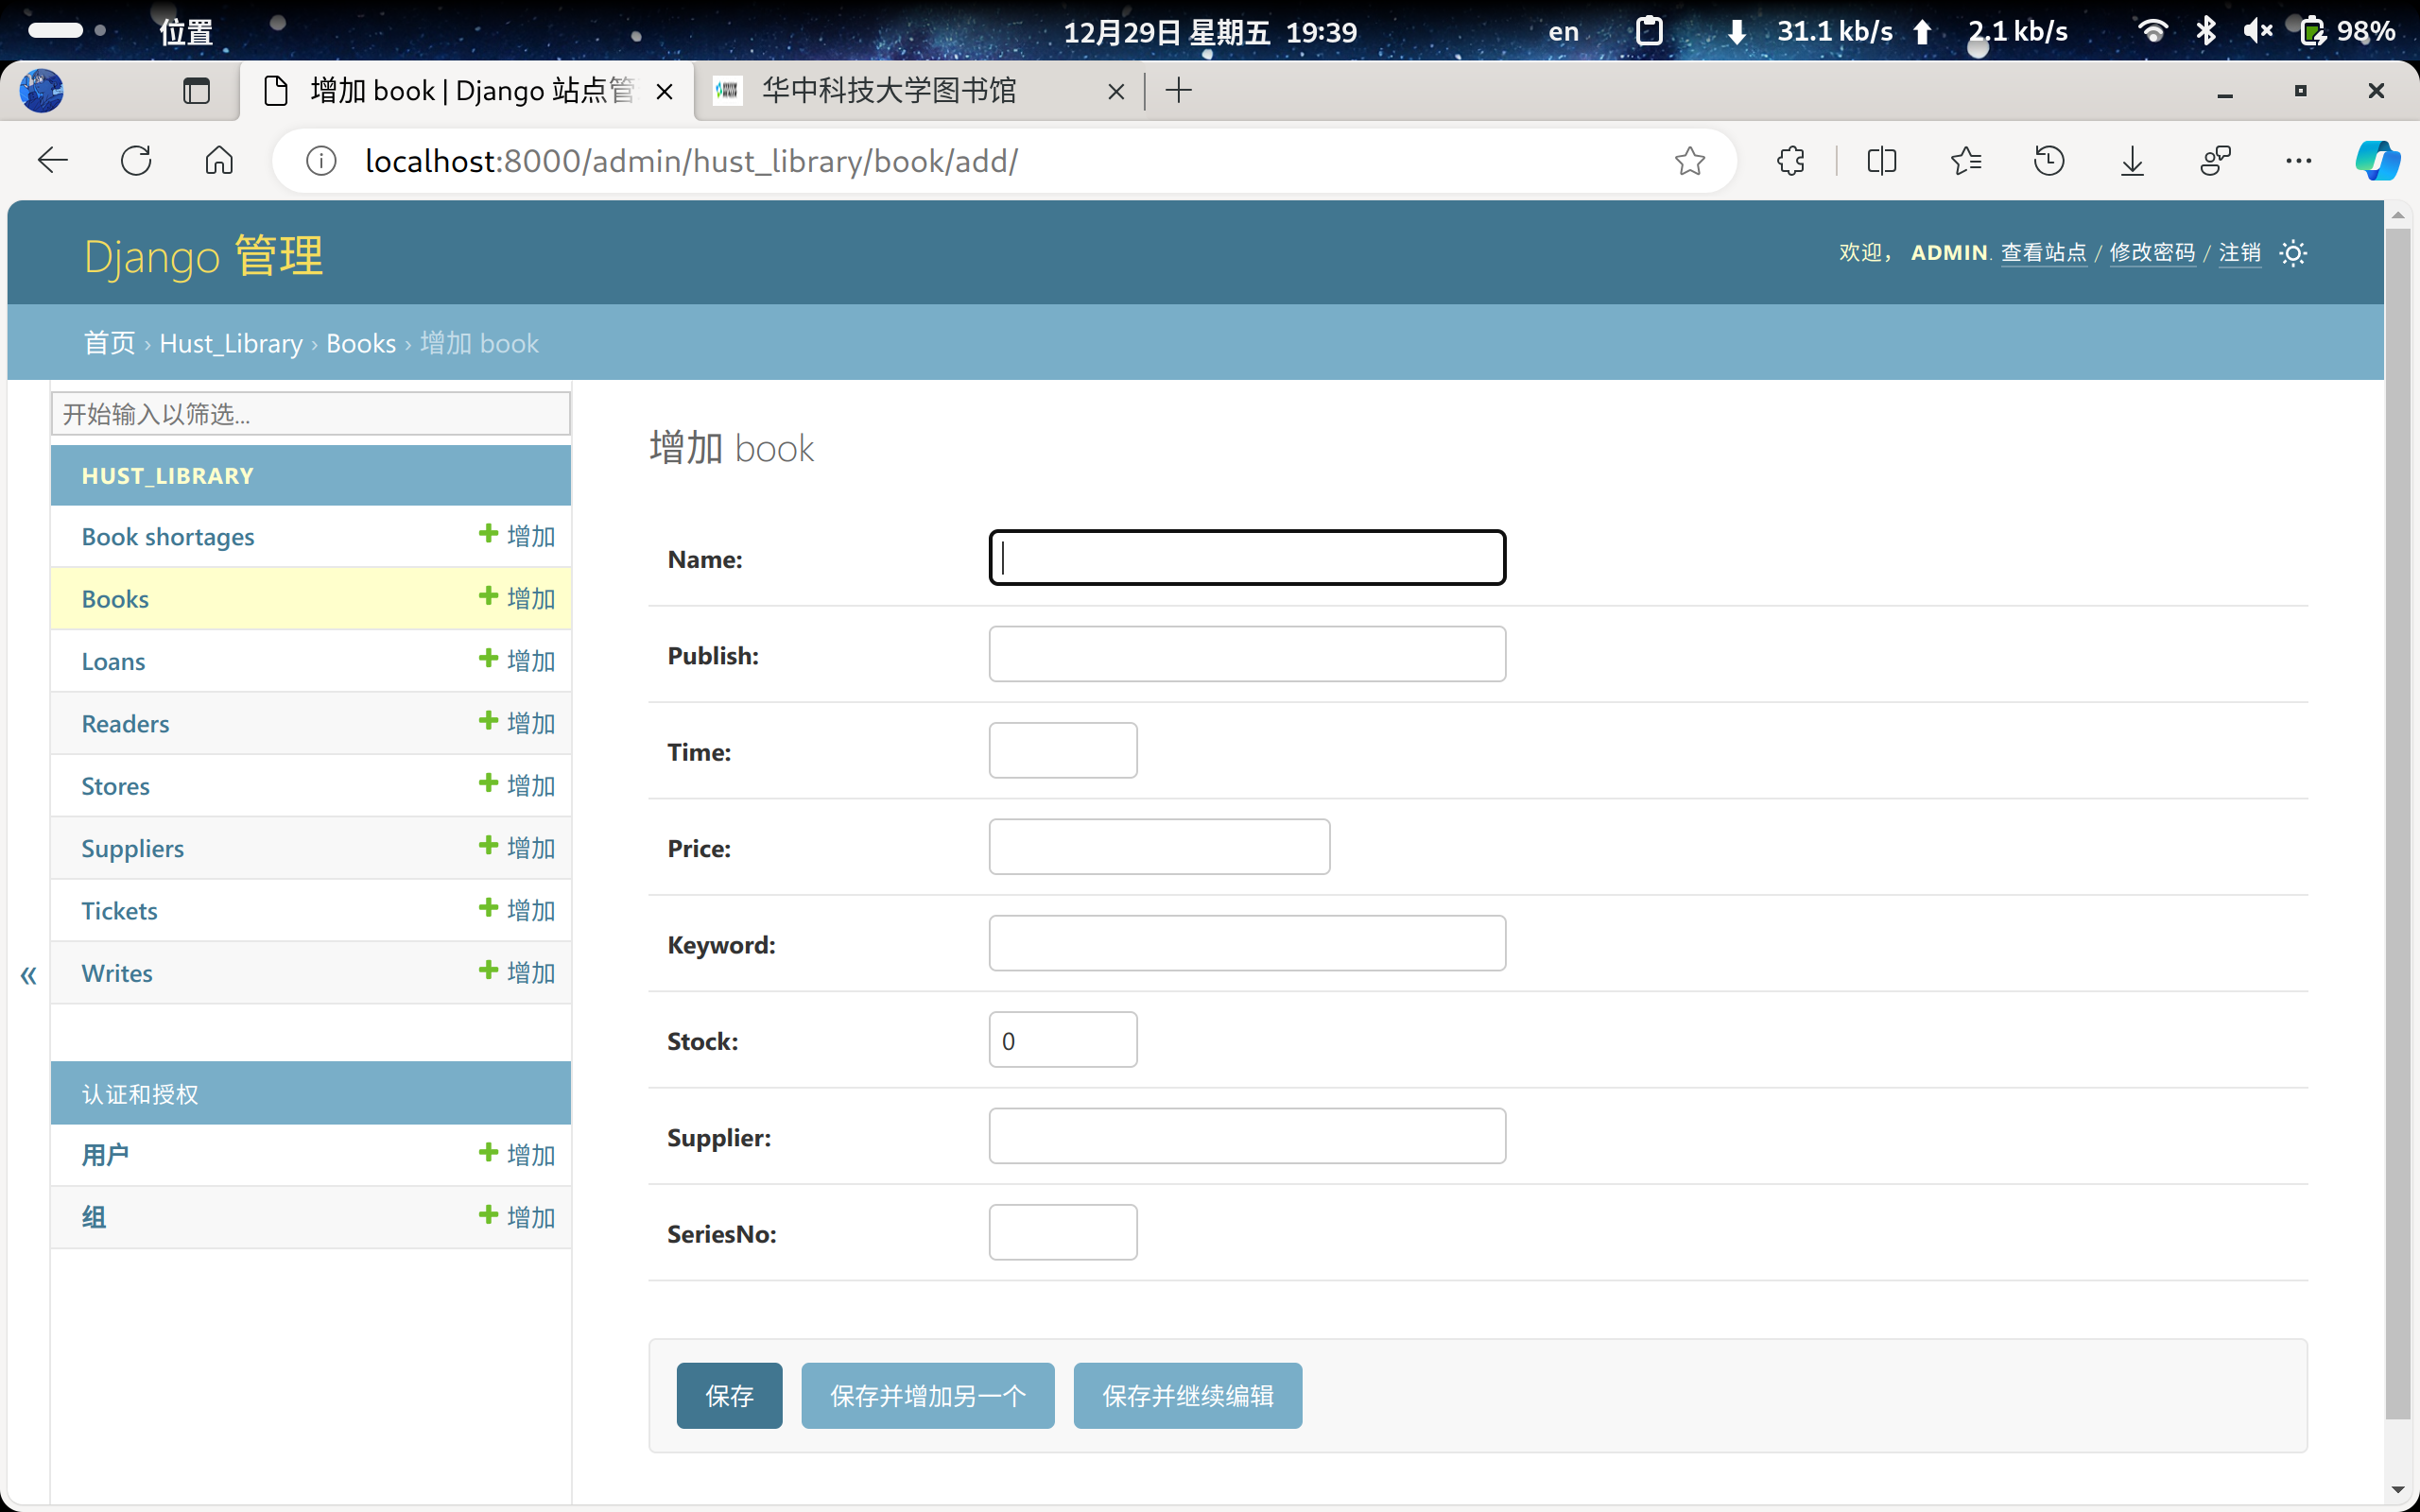 位置 12月29日 星期五 19:39 en 31.1 kb/s 2.1 kb/s 98%
增加 book | Django 站点管 华中科技大学图书馆
localhost:8000/admin/hust_library/book/add/
Django 管理 欢迎， ADMIN. 查看站点 / 修改密码 / 注销
首页 › Hust_Library › Books › 增加 book
开始输入以筛选...
HUST_LIBRARY
Book shortages 增加
Books 增加
Loans 增加
Readers 增加
Stores 增加
Suppliers 增加
Tickets 增加
Writes 增加
«
认证和授权
用户 增加
组 增加
增加 book
Name:
Publish:
Time:
Price:
Keyword:
Stock: 0
Supplier:
SeriesNo:
保存 保存并增加另一个 保存并继续编辑